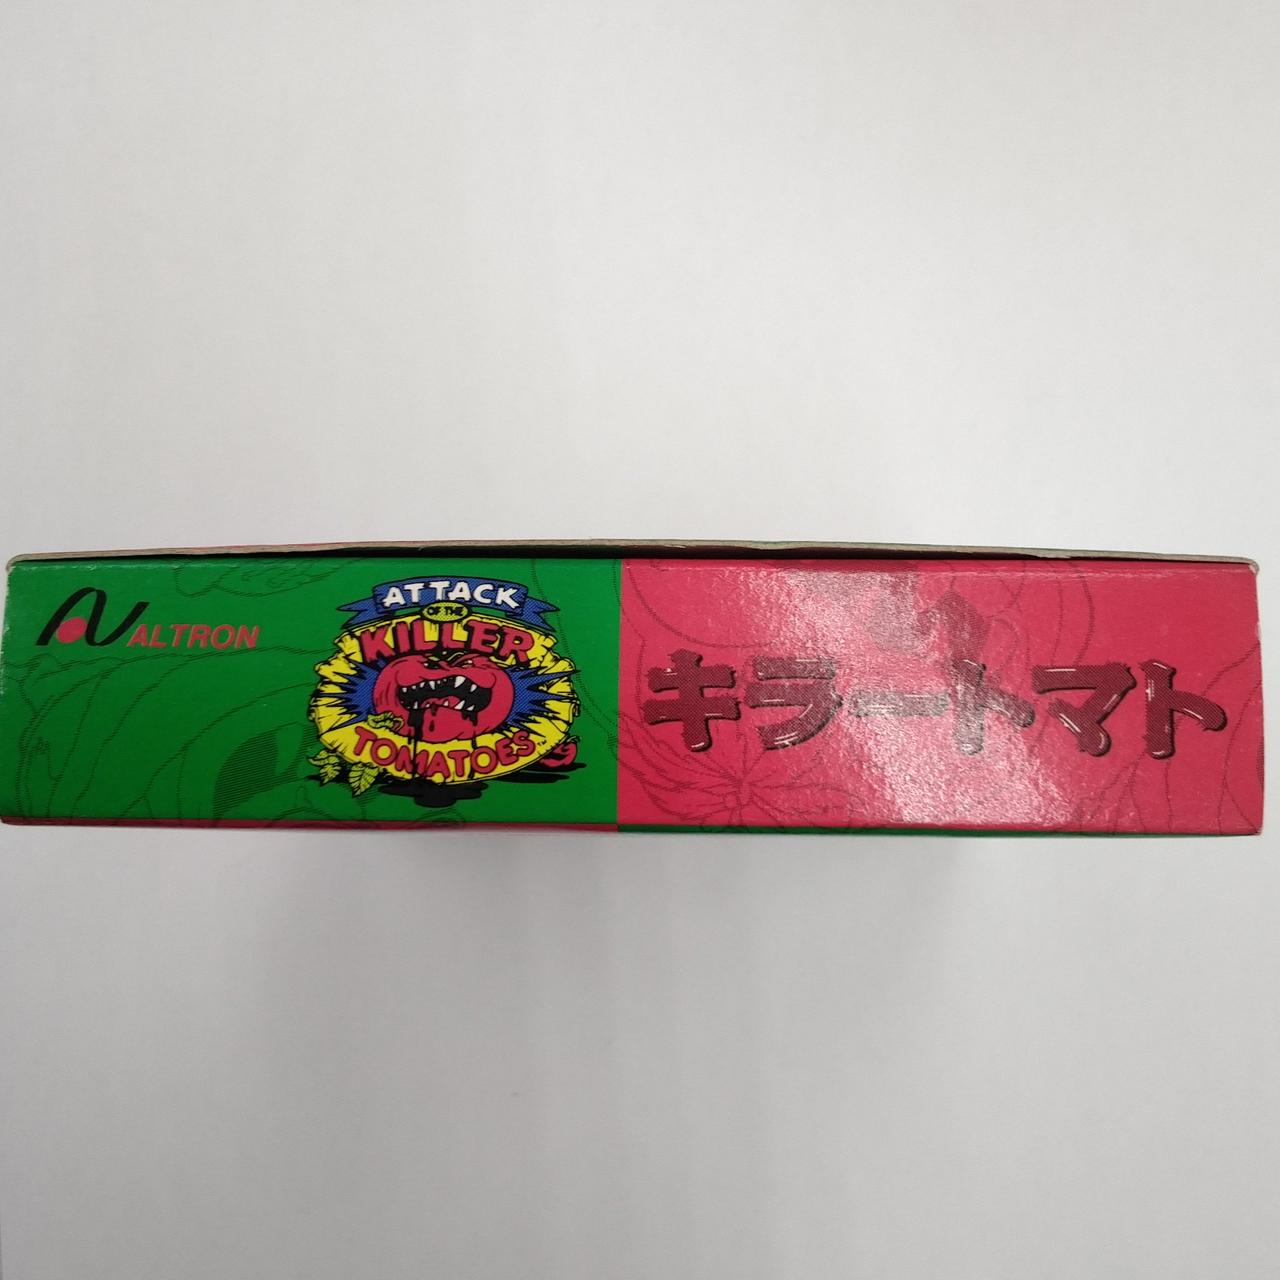 ALTRON
ATTACK
OF THE
KILLER
TOMATOES
キラートマト